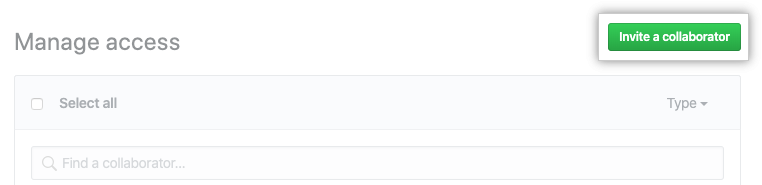 Manage access
Invite a collaborator
Select all
Type
Find a collaborator...